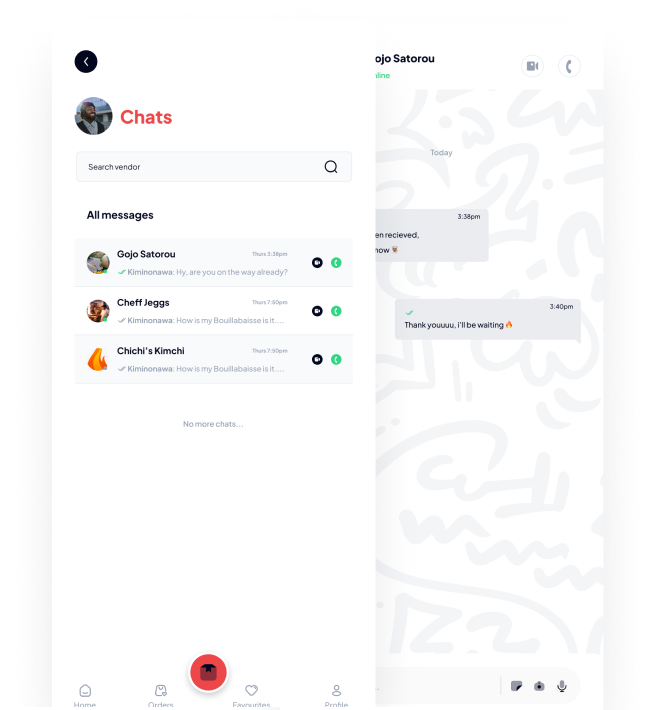 Chats
Search vendor
All messages
Gojo Satorou
Thurs 3:38pm
Kiminonawa: Hy, are you on the way already?
Cheff Jeggs
Thurs 7:50pm
Kiminonawa: How is my Bouillabaisse is it....
Chichi's Kimchi
Thurs 7:50pm
Kiminonawa: How is my Bouillabaisse is it....
No more chats...
Home
Orders
Favourites...
Profile
ojo Satorou
nline
Today
3:38pm
en recieved,
now
3:40pm
Thank youuuu, i'll be waiting 🔥